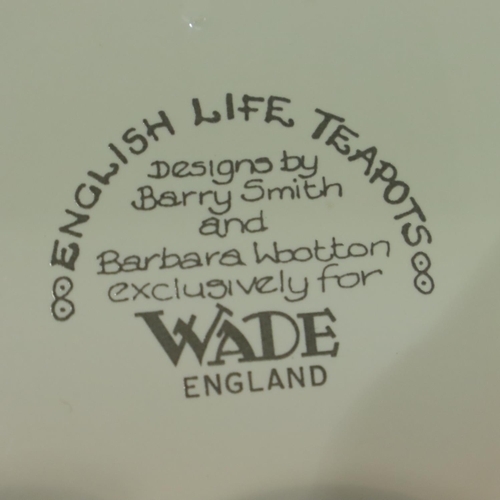 ENGLISH LIFE TEAPOTS
Designs by
Barry Smith
and
Barbara Wootton
exclusively for
WADE
ENGLAND